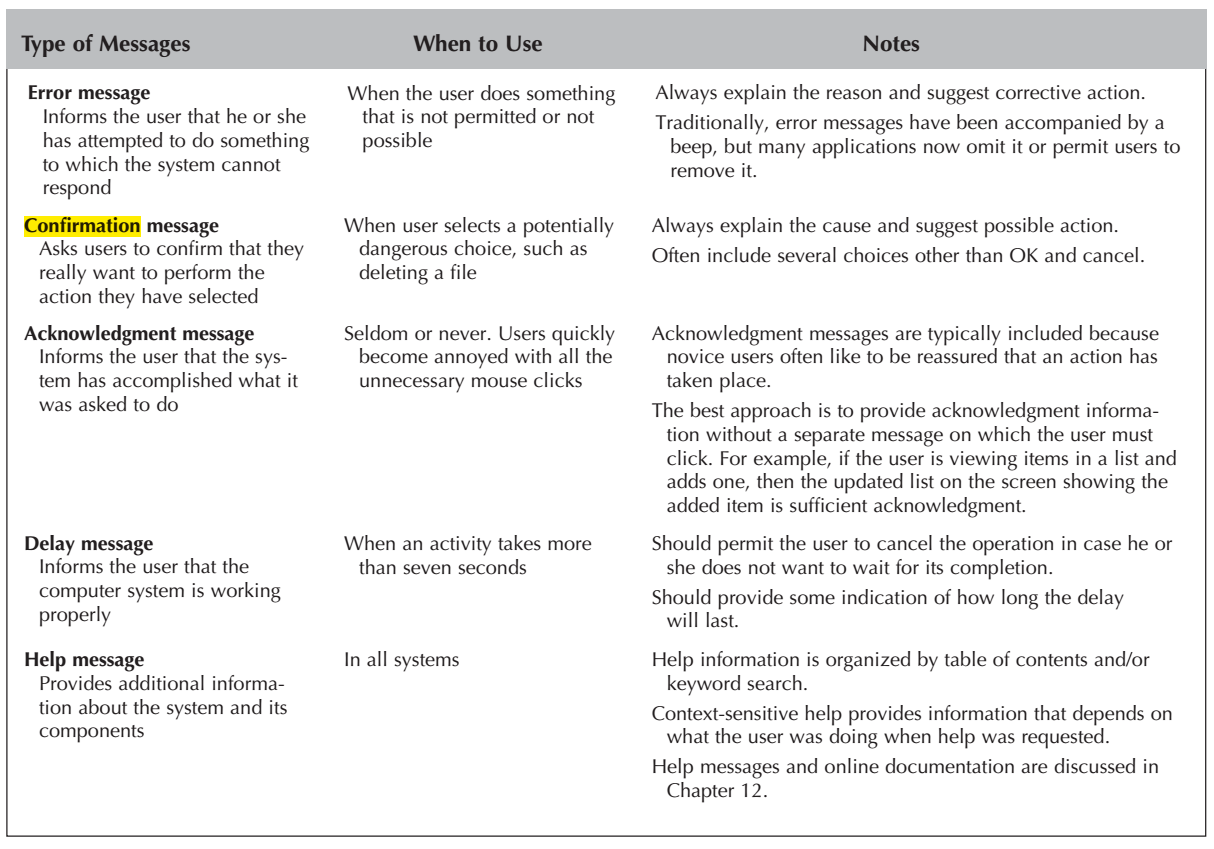 Type of Messages When to Use Notes
Error message
Informs the user that he or she
has attempted to do something
to which the system cannot
respond
When the user does something
that is not permitted or not
possible
Always explain the reason and suggest corrective action.
Traditionally, error messages have been accompanied by a
beep, but many applications now omit it or permit users to
remove it.
Confirmation message
Asks users to confirm that they
really want to perform the
action they have selected
When user selects a potentially
dangerous choice, such as
deleting a file
Always explain the cause and suggest possible action.
Often include several choices other than OK and cancel.
Acknowledgment message
Informs the user that the sys-
tem has accomplished what it
was asked to do
Seldom or never. Users quickly
become annoyed with all the
unnecessary mouse clicks
Acknowledgment messages are typically included because
novice users often like to be reassured that an action has
taken place.
The best approach is to provide acknowledgment informa-
tion without a separate message on which the user must
click. For example, if the user is viewing items in a list and
adds one, then the updated list on the screen showing the
added item is sufficient acknowledgment.
Delay message
Informs the user that the
computer system is working
properly
When an activity takes more
than seven seconds
Should permit the user to cancel the operation in case he or
she does not want to wait for its completion.
Should provide some indication of how long the delay
will last.
Help message
Provides additional informa-
tion about the system and its
components
In all systems
Help information is organized by table of contents and/or
keyword search.
Context-sensitive help provides information that depends on
what the user was doing when help was requested.
Help messages and online documentation are discussed in
Chapter 12.